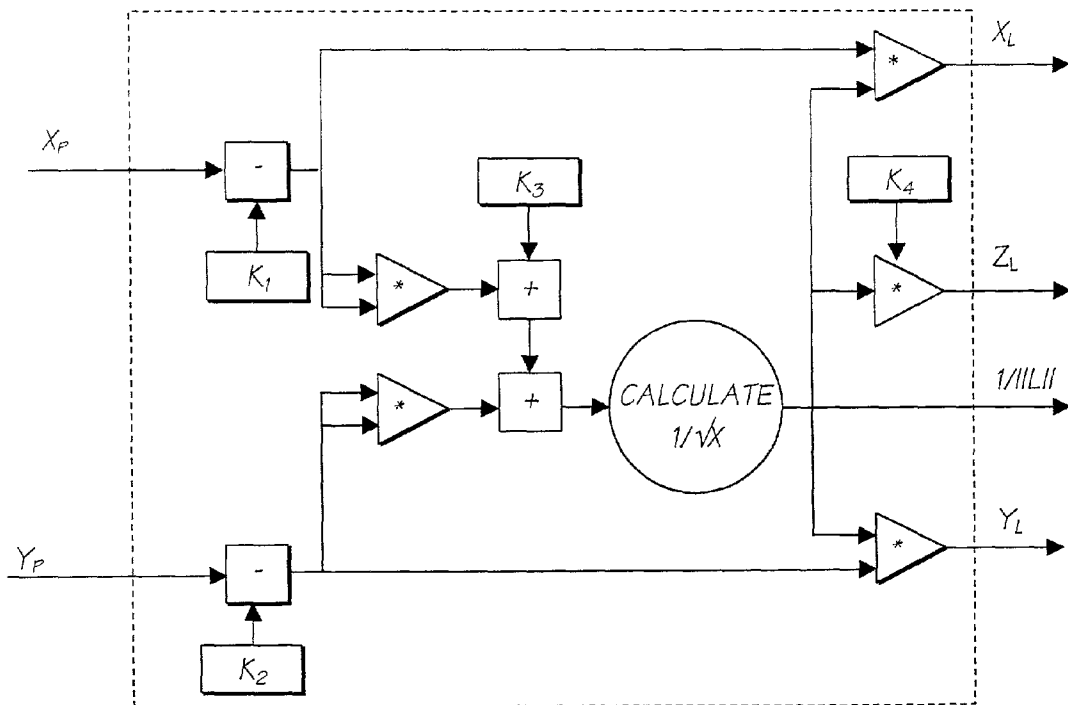 X_L
*
X_P
-
K_3
K_4
K_1
*
+
*
Z_L
*
+
CALCULATE
1/√X
1/||L||
Y_P
-
*
Y_L
K_2